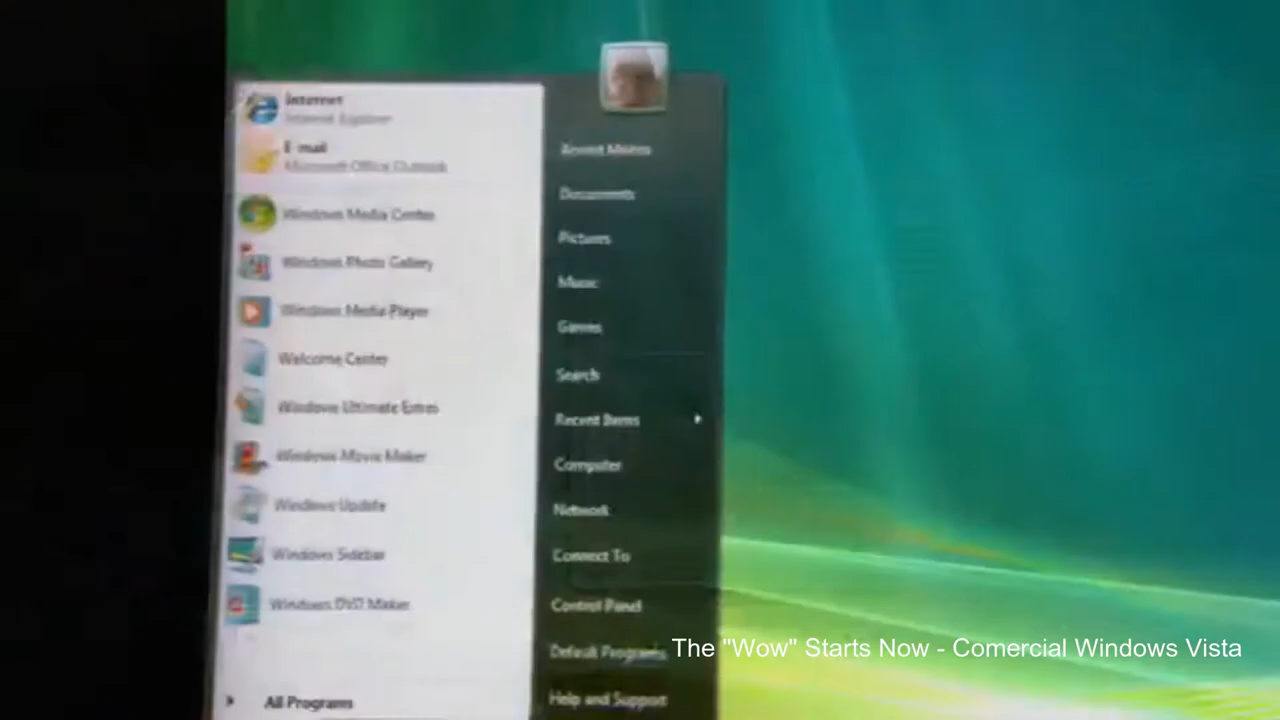 Internet
Internet Explorer
E-mail
Microsoft Office Outlook
Windows Media Center
Windows Photo Gallery
Windows Media Player
Welcome Center
Windows Ultimate Extras
Windows Movie Maker
Windows Update
Windows Sidebar
Windows DVD Maker
All Programs
Documents
Pictures
Music
Games
Search
Recent Items
Computer
Network
Connect To
Control Panel
Default Programs
Help and Support
The "Wow" Starts Now - Comercial Windows Vista